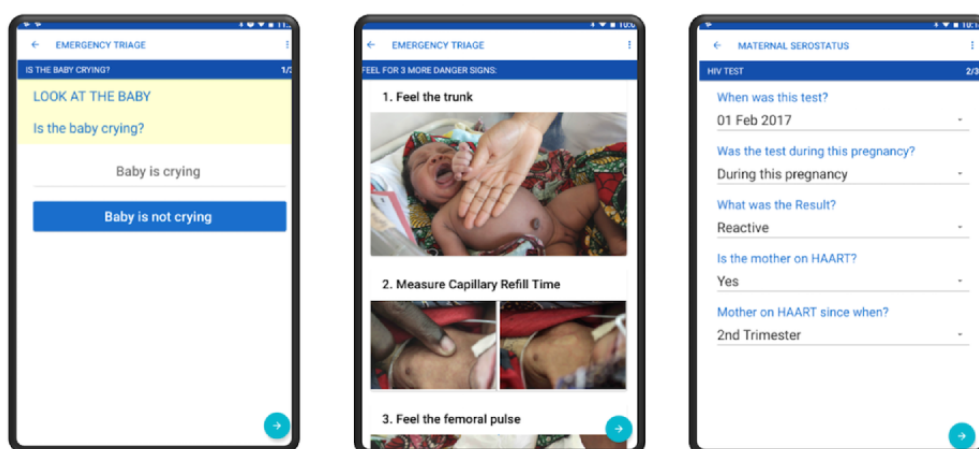 EMERGENCY TRIAGE
IS THE BABY CRYING?
LOOK AT THE BABY
Is the baby crying?
Baby is crying
Baby is not crying
EMERGENCY TRIAGE
FEEL FOR 3 MORE DANGER SIGNS:
1. Feel the trunk
2. Measure Capillary Refill Time
3. Feel the femoral pulse
MATERNAL SEROSTATUS
HIV TEST 2/3
When was this test?
01 Feb 2017
Was the test during this pregnancy?
During this pregnancy
What was the Result?
Reactive
Is the mother on HAART?
Yes
Mother on HAART since when?
2nd Trimester